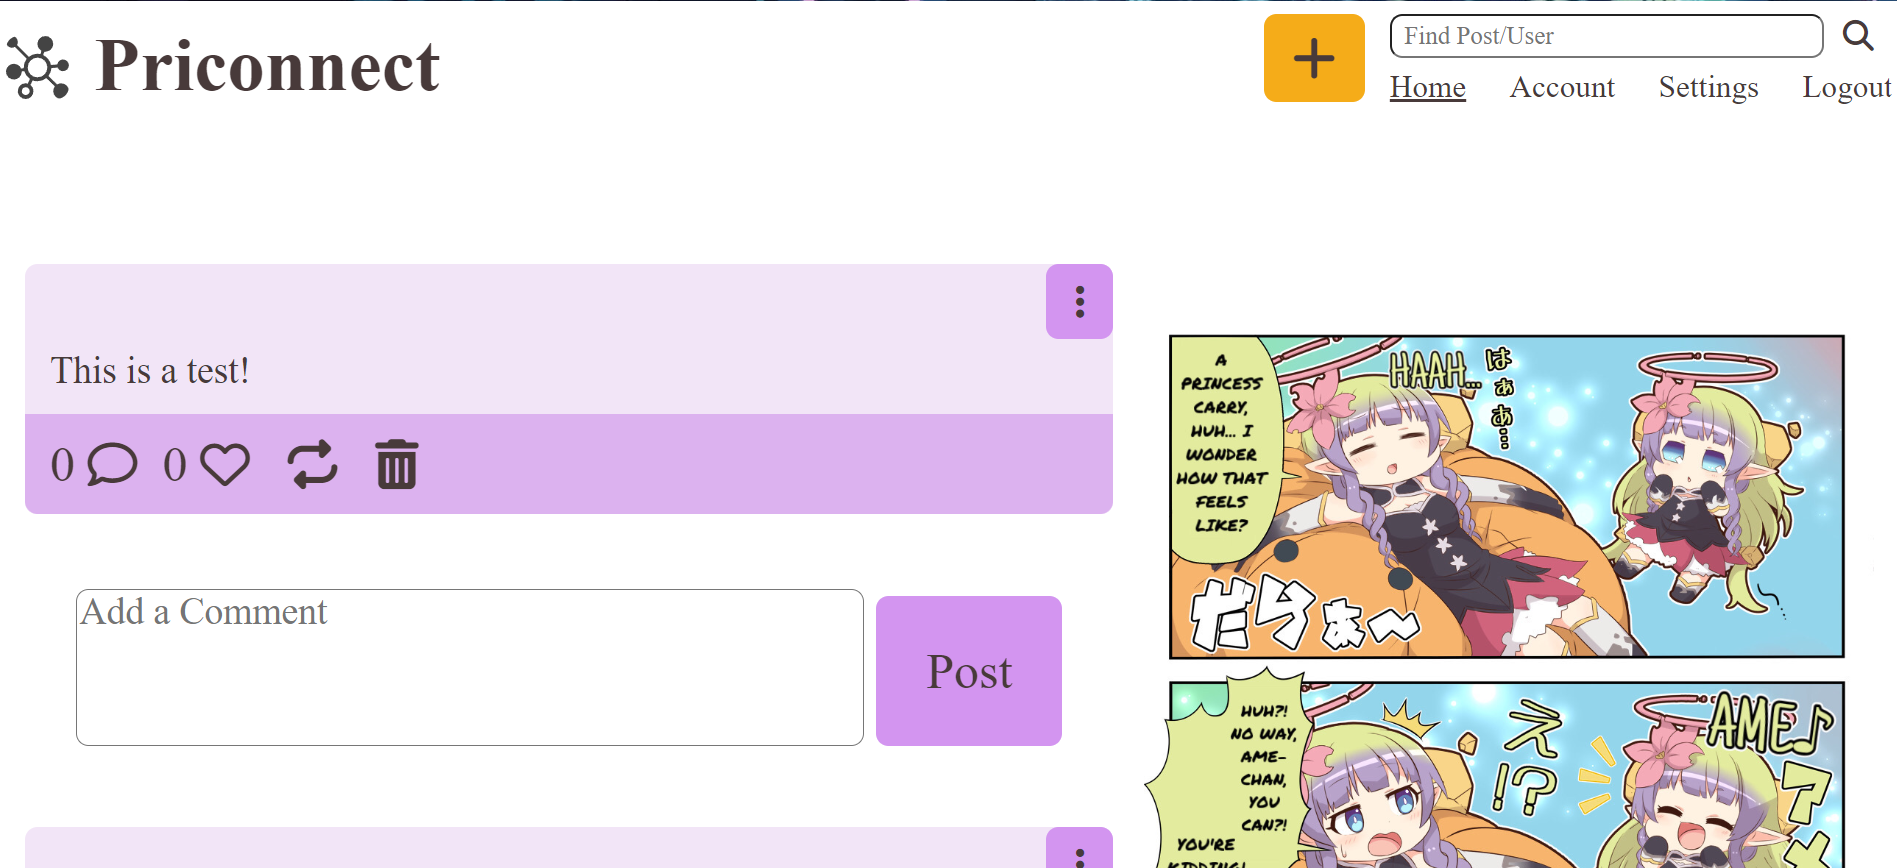 Priconnect
Find Post/User
Home Account Settings Logout
This is a test!
0 0
Add a Comment
Post
A
PRINCESS
CARRY,
HUH... I
WONDER
HOW THAT
FEELS
LIKE?
HAAH...
はぁぁ…
だらぁ〜
HUH?!
NO WAY,
AME-
CHAN,
YOU
CAN?!
YOU'RE
KIDDING!
え!?
AME♪
アメ